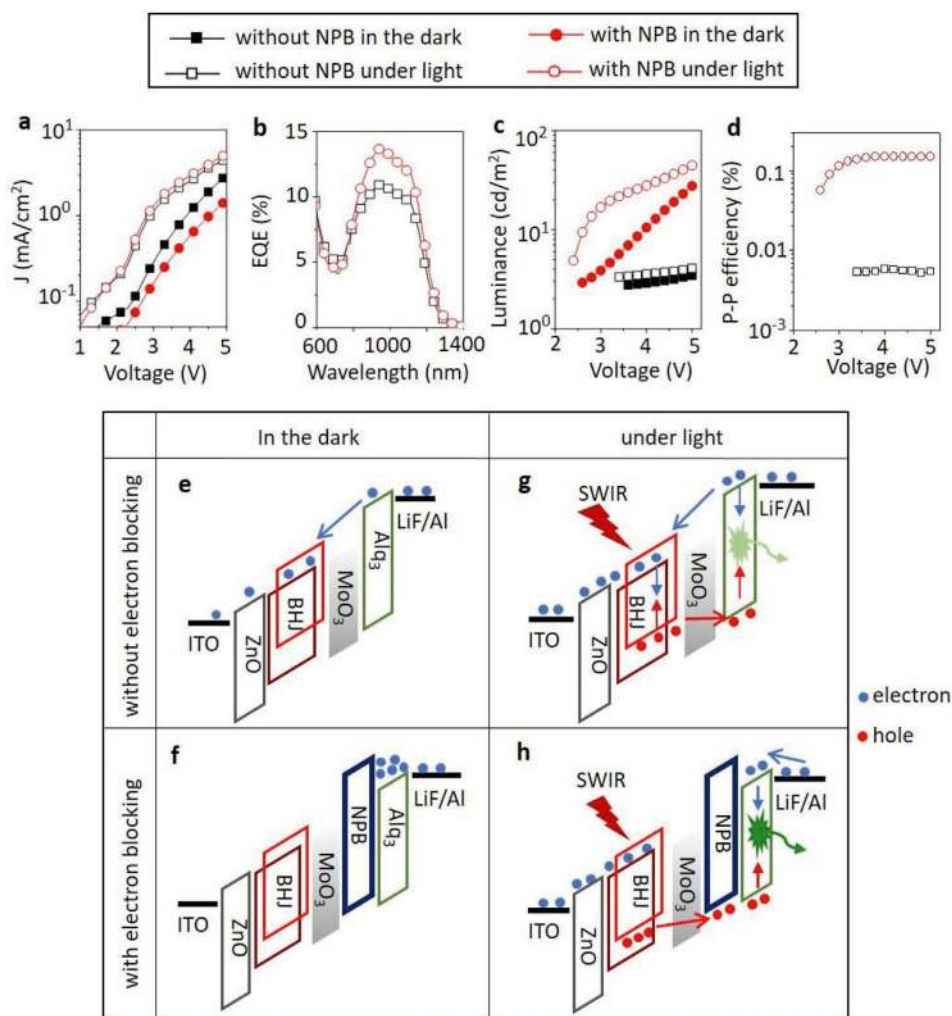 without NPB in the dark
with NPB in the dark
without NPB under light
with NPB under light
a
b
c
d
J (mA/cm²)
10¹
10⁰
10⁻¹
1 2 3 4 5
Voltage (V)
EQE (%)
15
10
5
0
600 1000 1400
Wavelength (nm)
Luminance (cd/m²)
10²
10¹
10⁰
2 3 4 5
Voltage (V)
P-P efficiency (%)
0.1
0.01
10⁻³
2 3 4 5
Voltage (V)
In the dark
under light
without electron blocking
e
ITO
ZnO
BHJ
MoO₃
Alq₃
LiF/Al
g
SWIR
ITO
ZnO
BHJ
MoO₃
LiF/Al
electron
hole
with electron blocking
f
ITO
ZnO
BHJ
MoO₃
NPB
Alq₃
LiF/Al
h
SWIR
ITO
ZnO
BHJ
MoO₃
NPB
LiF/Al